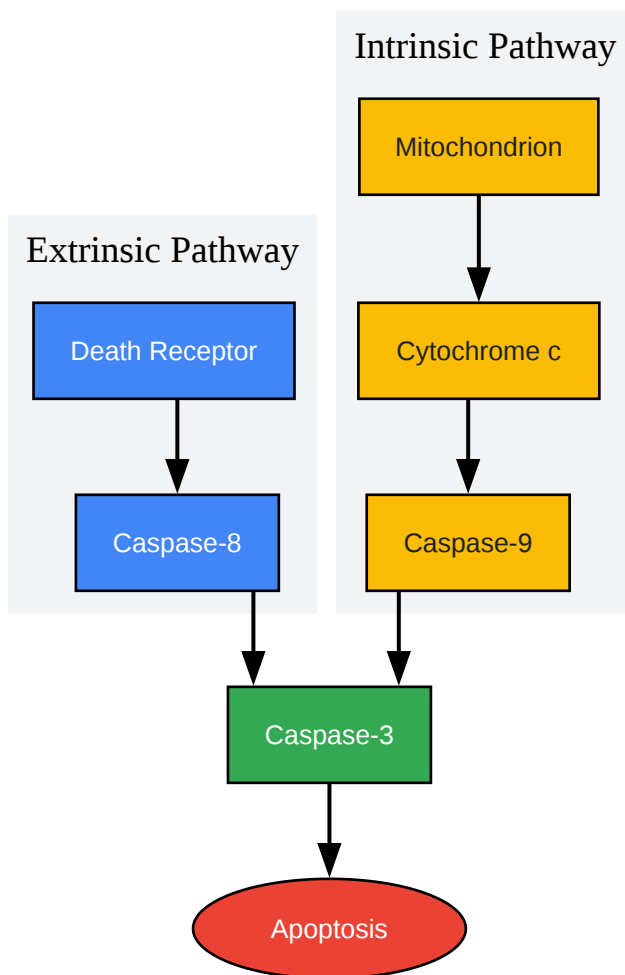 Intrinsic Pathway
Mitochondrion
Extrinsic Pathway
Death Receptor
Cytochrome c
Caspase-8
Caspase-9
Caspase-3
Apoptosis